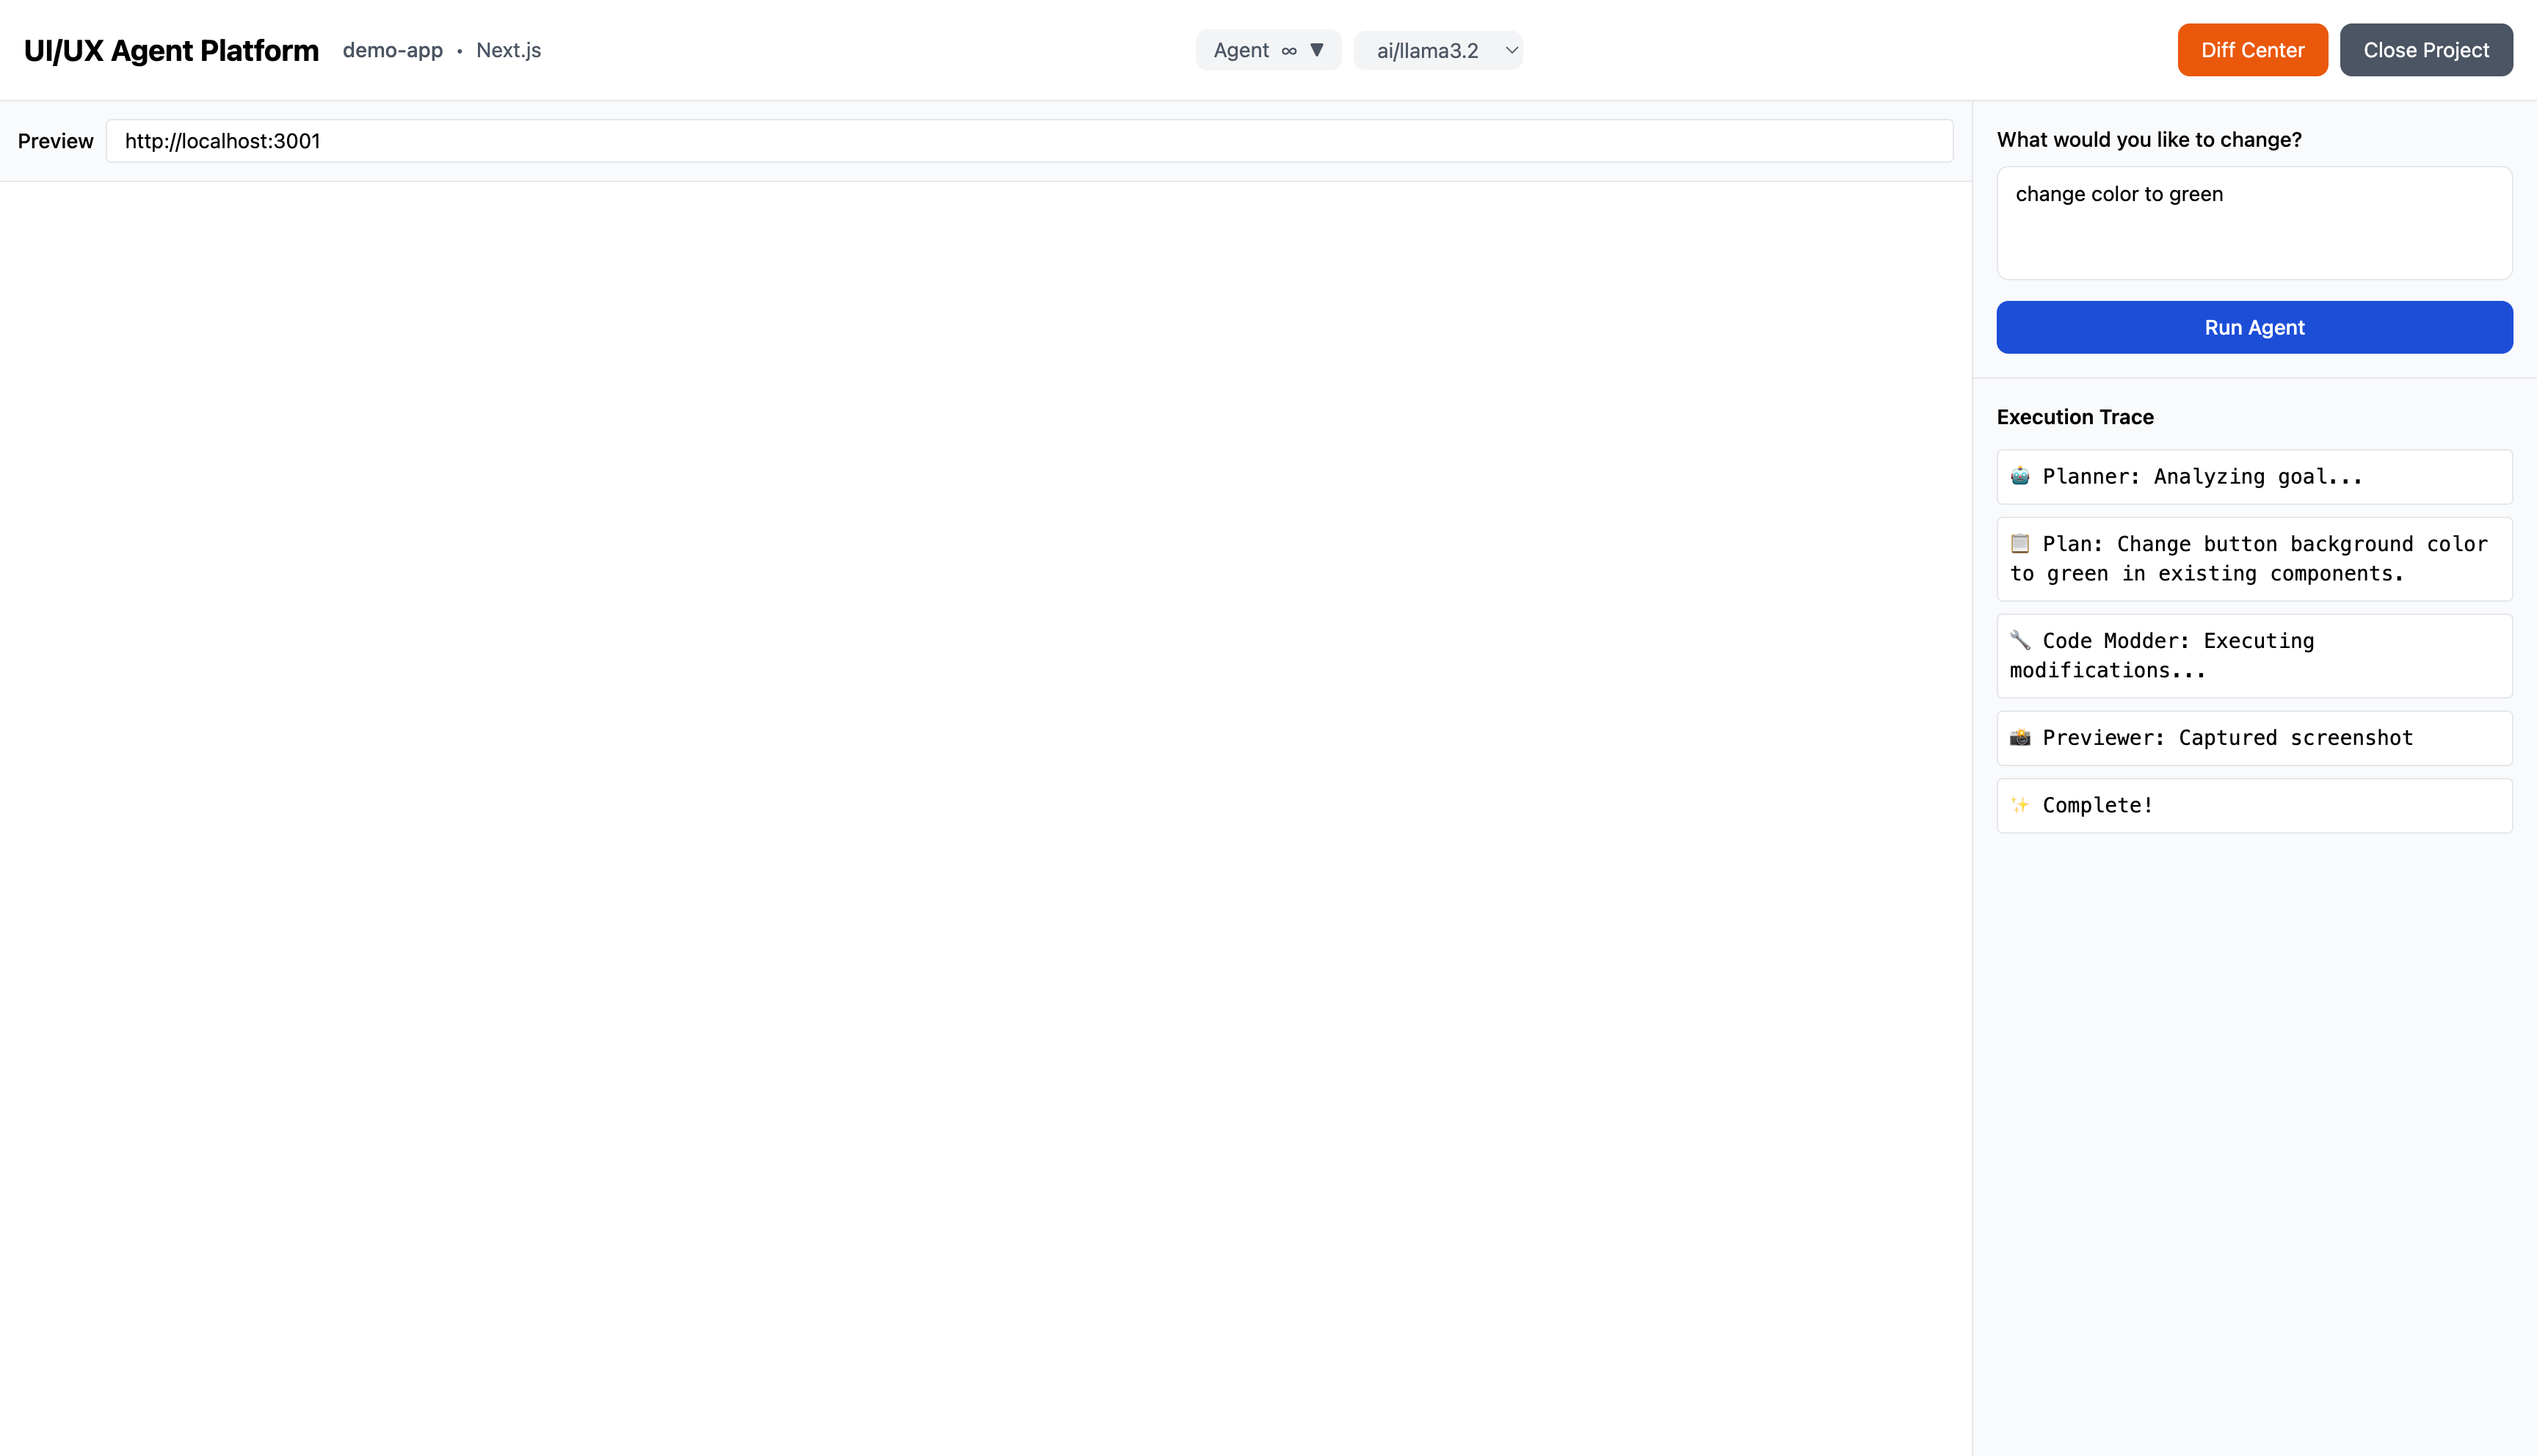 UI/UX Agent Platform demo-app • Next.js
Agent ∞ ▼ ai/llama3.2
Diff Center Close Project
Preview http://localhost:3001
What would you like to change?
change color to green
Run Agent
Execution Trace
🤖 Planner: Analyzing goal...
📋 Plan: Change button background color
to green in existing components.
🔧 Code Modder: Executing
modifications...
📸 Previewer: Captured screenshot
✨ Complete!